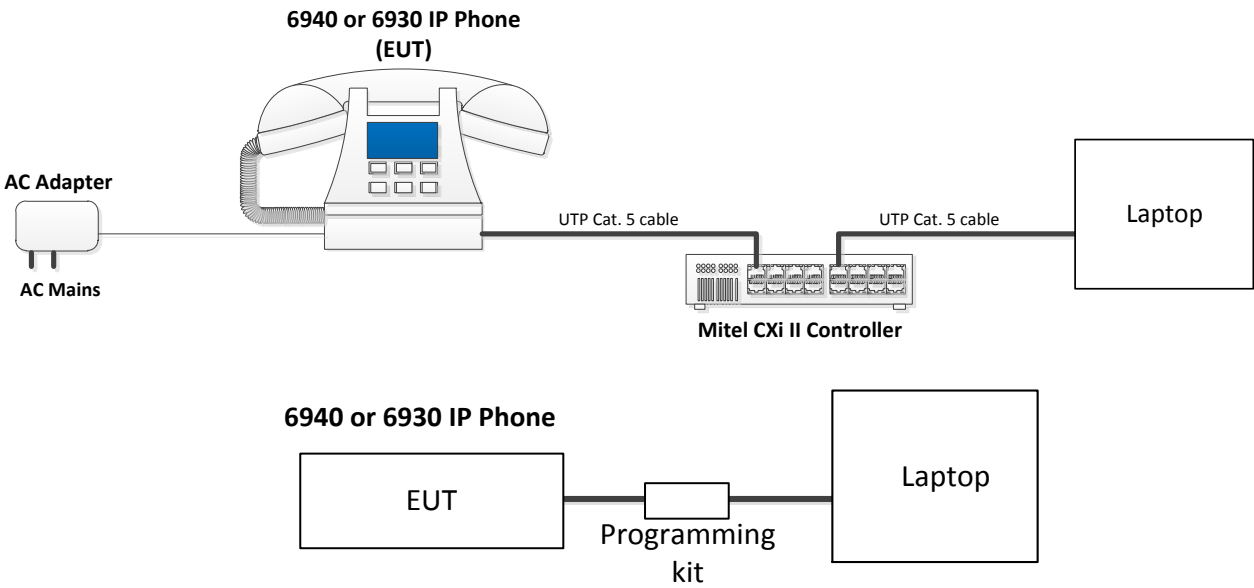 6940 or 6930 IP Phone
(EUT)
AC Adapter
AC Mains
UTP Cat. 5 cable
UTP Cat. 5 cable
Laptop
Mitel CXi II Controller
6940 or 6930 IP Phone
EUT
Programming
kit
Laptop